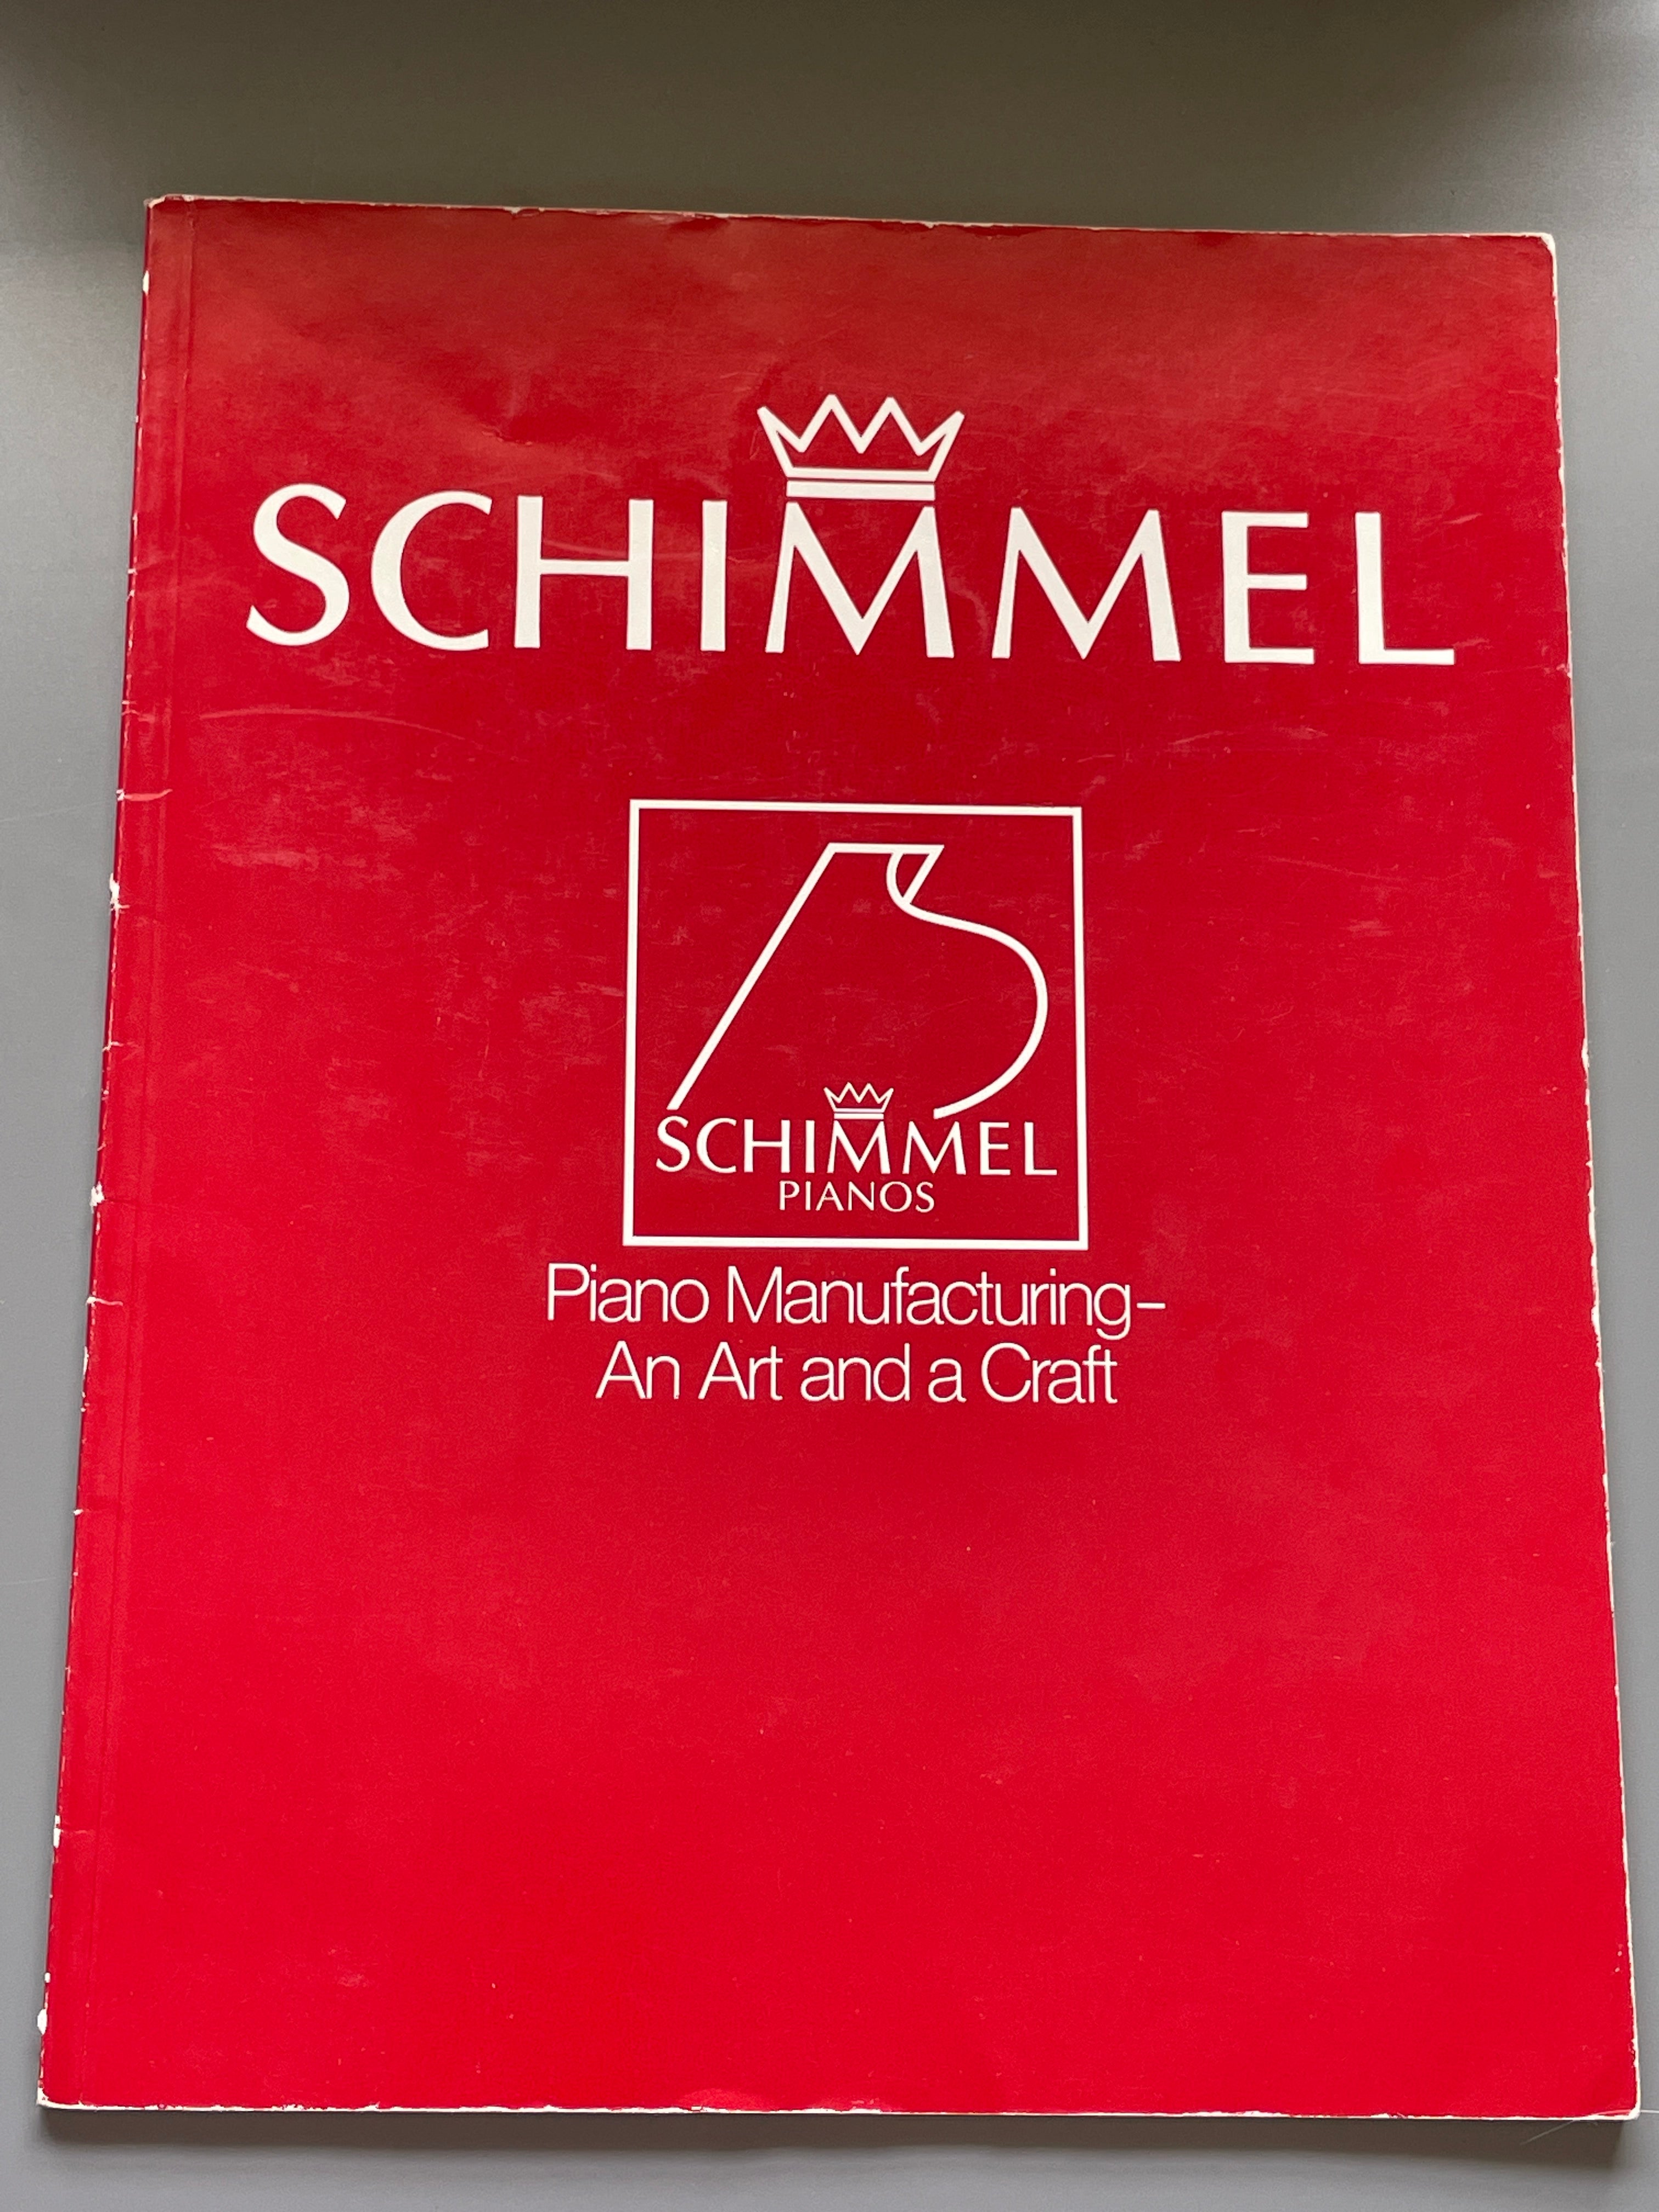 SCHIMMEL
SCHIMMEL
PIANOS
Piano Manufacturing–
An Art and a Craft